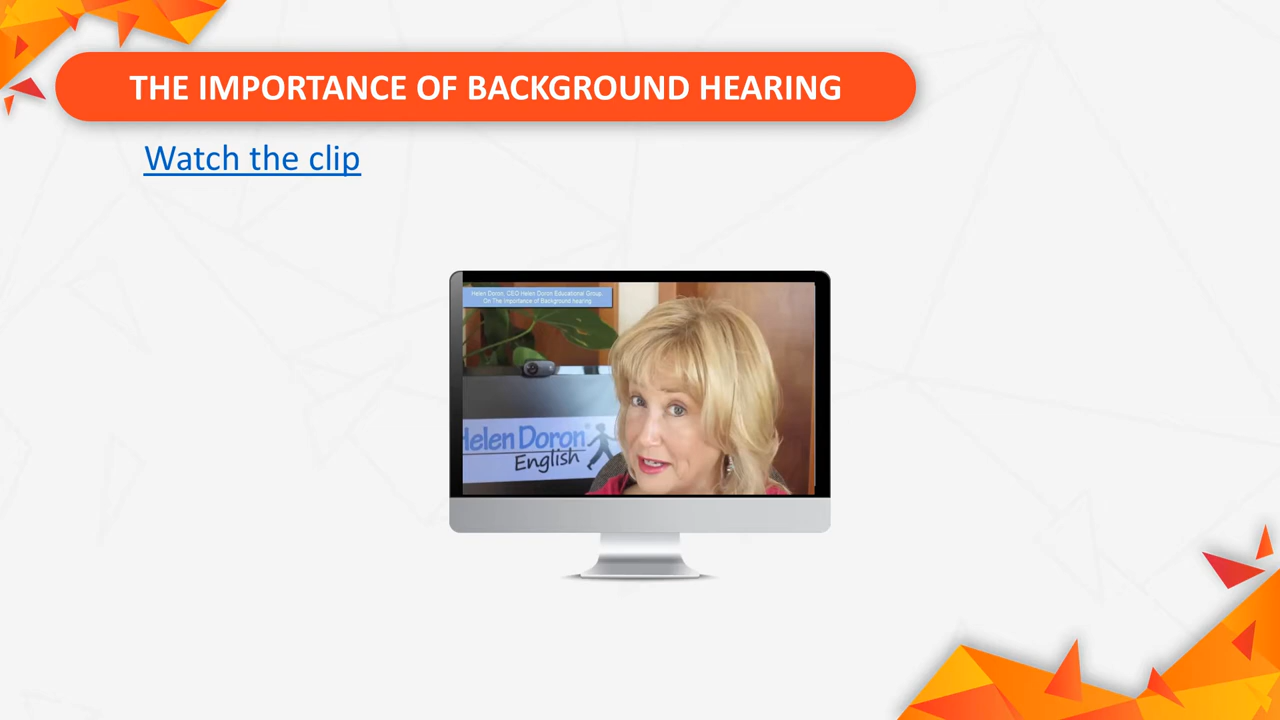 THE IMPORTANCE OF BACKGROUND HEARING
Watch the clip
Helen Doron, CEO Helen Doron Educational Group,
On The Importance of Background hearing
Helen Doron®
English